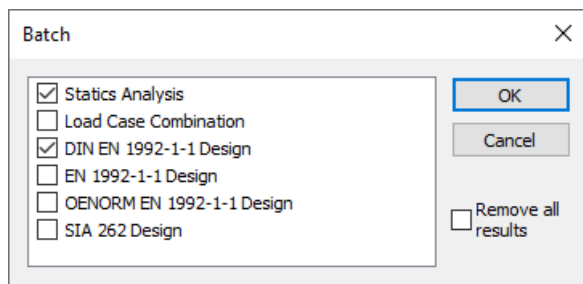 Batch
Statics Analysis
Load Case Combination
DIN EN 1992-1-1 Design
EN 1992-1-1 Design
OENORM EN 1992-1-1 Design
SIA 262 Design
OK
Cancel
Remove all
results